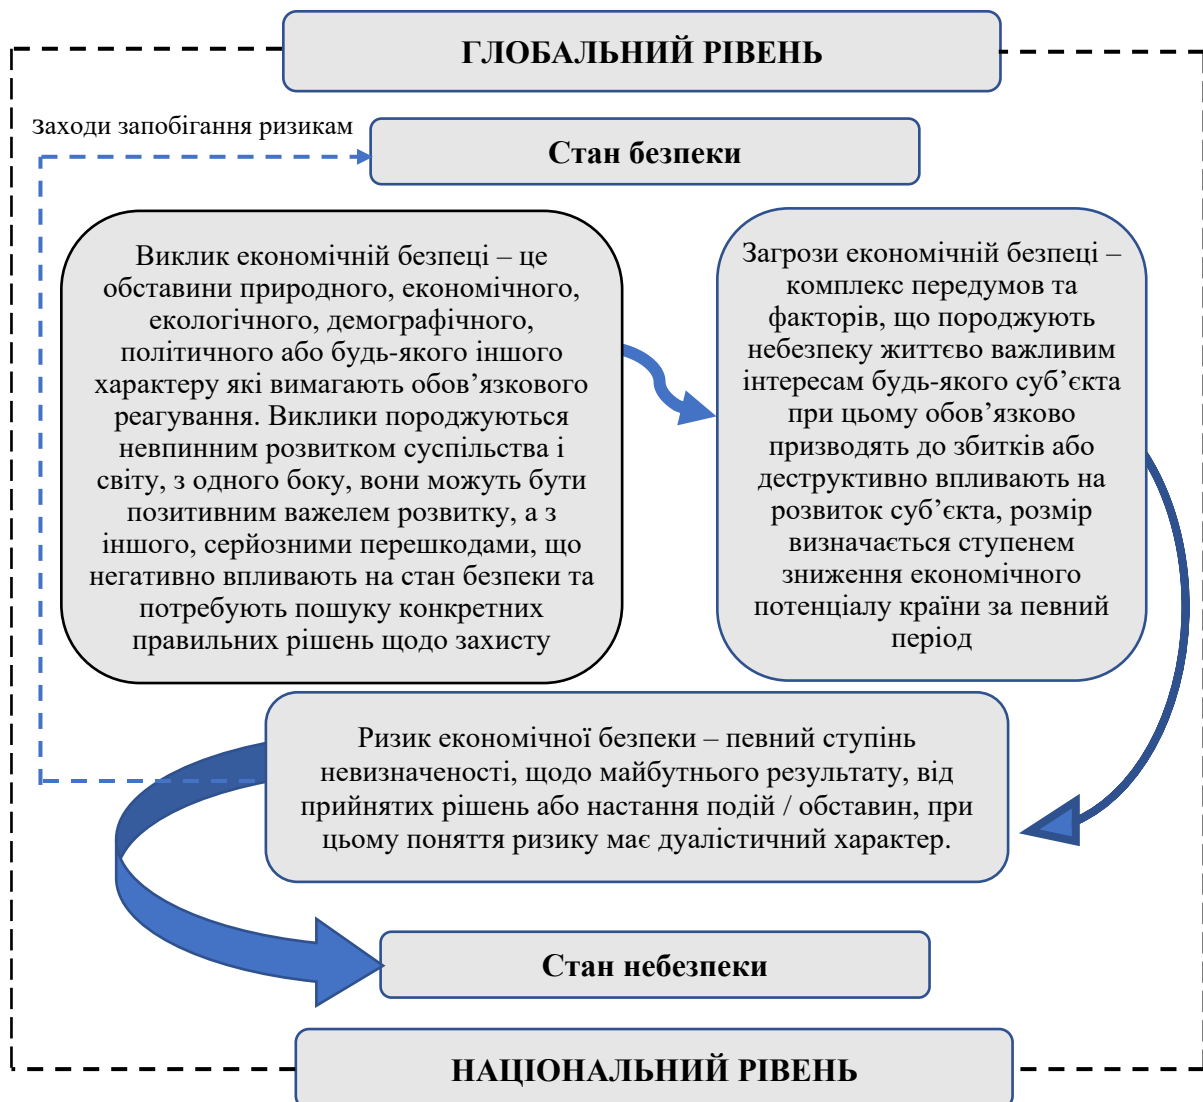 ГЛОБАЛЬНИЙ РІВЕНЬ
Заходи запобігання ризикам
Стан безпеки
Виклик економічній безпеці – це
обставини природного, економічного,
екологічного, демографічного,
політичного або будь-якого іншого
характеру які вимагають обов’язкового
реагування. Виклики породжуються
невпинним розвитком суспільства і
світу, з одного боку, вони можуть бути
позитивним важелем розвитку, а з
іншого, серйозними перешкодами, що
негативно впливають на стан безпеки та
потребують пошуку конкретних
правильних рішень щодо захисту
Загрози економічній безпеці –
комплекс передумов та
факторів, що породжують
небезпеку життєво важливим
інтересам будь-якого суб’єкта
при цьому обов’язково
призводять до збитків або
деструктивно впливають на
розвиток суб’єкта, розмір
визначається ступенем
зниження економічного
потенціалу країни за певний
період
Ризик економічної безпеки – певний ступінь
невизначеності, щодо майбутнього результату, від
прийнятих рішень або настання подій / обставин, при
цьому поняття ризику має дуалістичний характер.
Стан небезпеки
НАЦІОНАЛЬНИЙ РІВЕНЬ